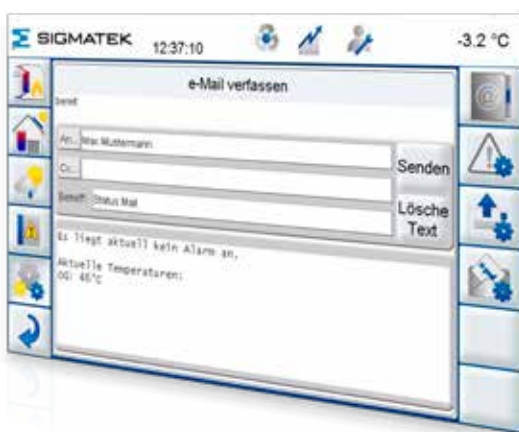 SIGMATEK
12:37:10
-3.2 °C
e-Mail verfassen
bereit
An... Max Mustermann
Cc...
Betreff: Status Mail
Senden
Lösche
Text
Es liegt aktuell kein Alarm an.
Aktuelle Temperaturen:
OG: 46°C